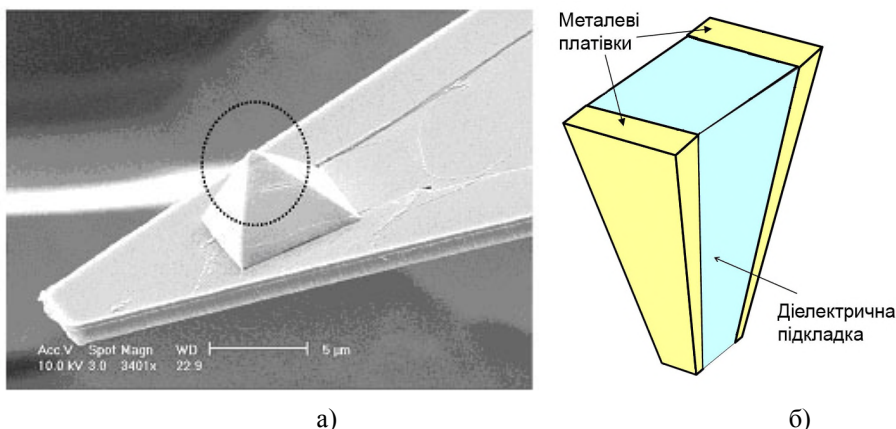 Металеві
платівки
Діелектрична
підкладка
Acc.V Spot Magn WD 5 µm
10.0 kV 3.0 3401x 22.9
а)
б)